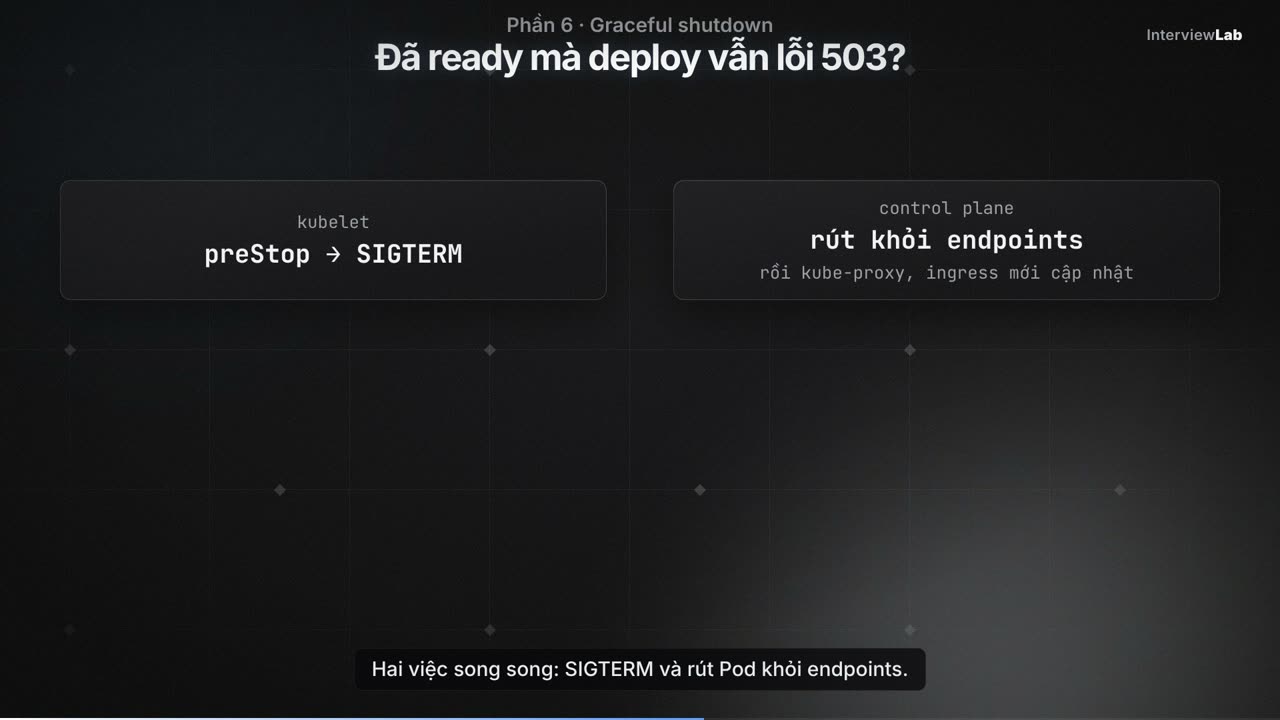 Phần 6 · Graceful shutdown
InterviewLab
Đã ready mà deploy vẫn lỗi 503?
kubelet
preStop → SIGTERM
control plane
rút khỏi endpoints
rồi kube-proxy, ingress mới cập nhật
Hai việc song song: SIGTERM và rút Pod khỏi endpoints.